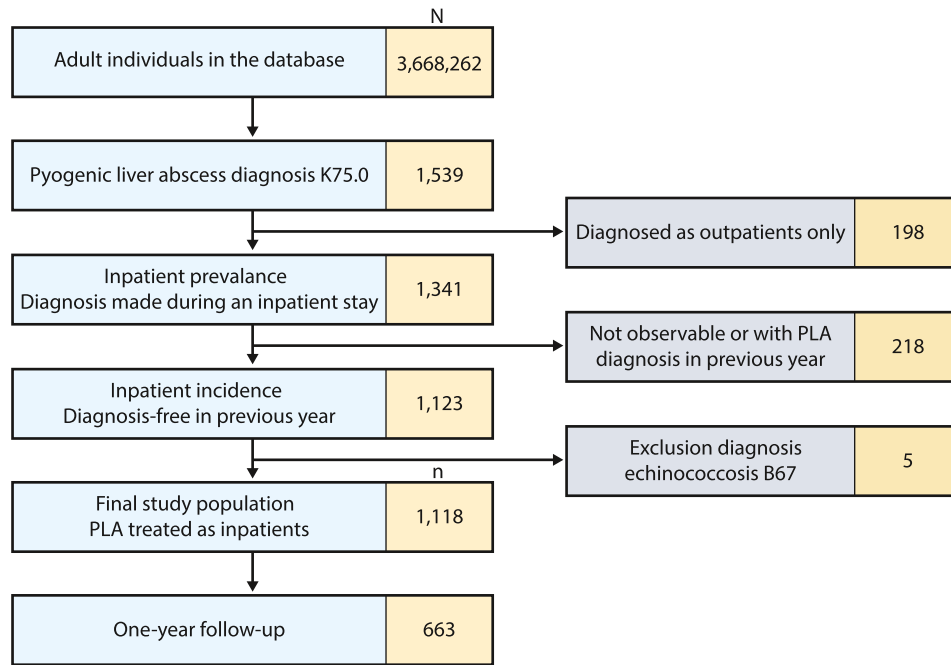 N
Adult individuals in the database
3,668,262
Pyogenic liver abscess diagnosis K75.0
1,539
Diagnosed as outpatients only
198
Inpatient prevalance
Diagnosis made during an inpatient stay
1,341
Not observable or with PLA
diagnosis in previous year
218
Inpatient incidence
Diagnosis-free in previous year
1,123
Exclusion diagnosis
echinococcosis B67
5
n
Final study population
PLA treated as inpatients
1,118
One-year follow-up
663